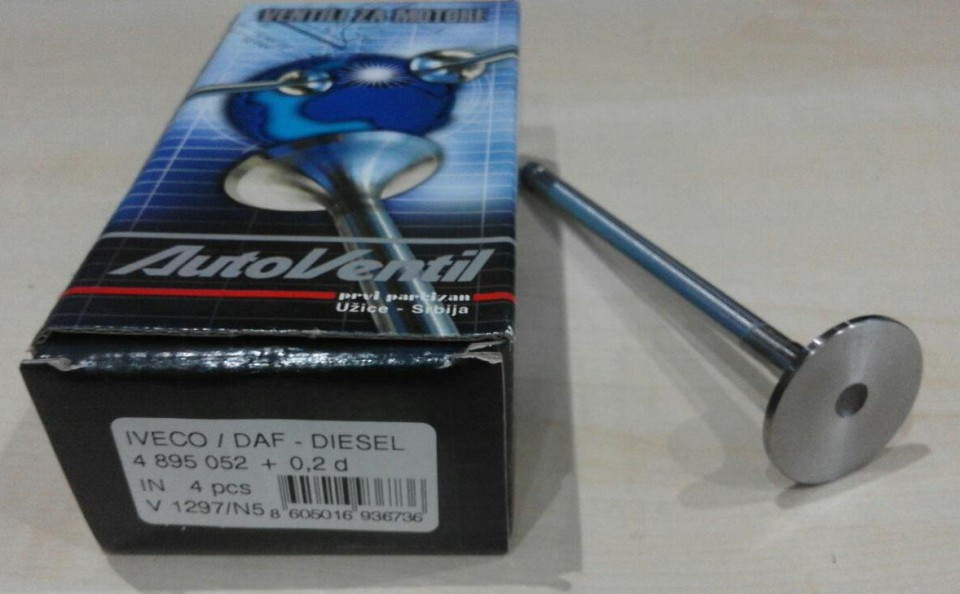 VENTILI ZA MOTORE
AutoVentil
prvi partizan
Užice - Srbija
IVECO / DAF - DIESEL
4 895 052 + 0,2 d
IN 4 pcs
V 1297/N5
8 605016 936736